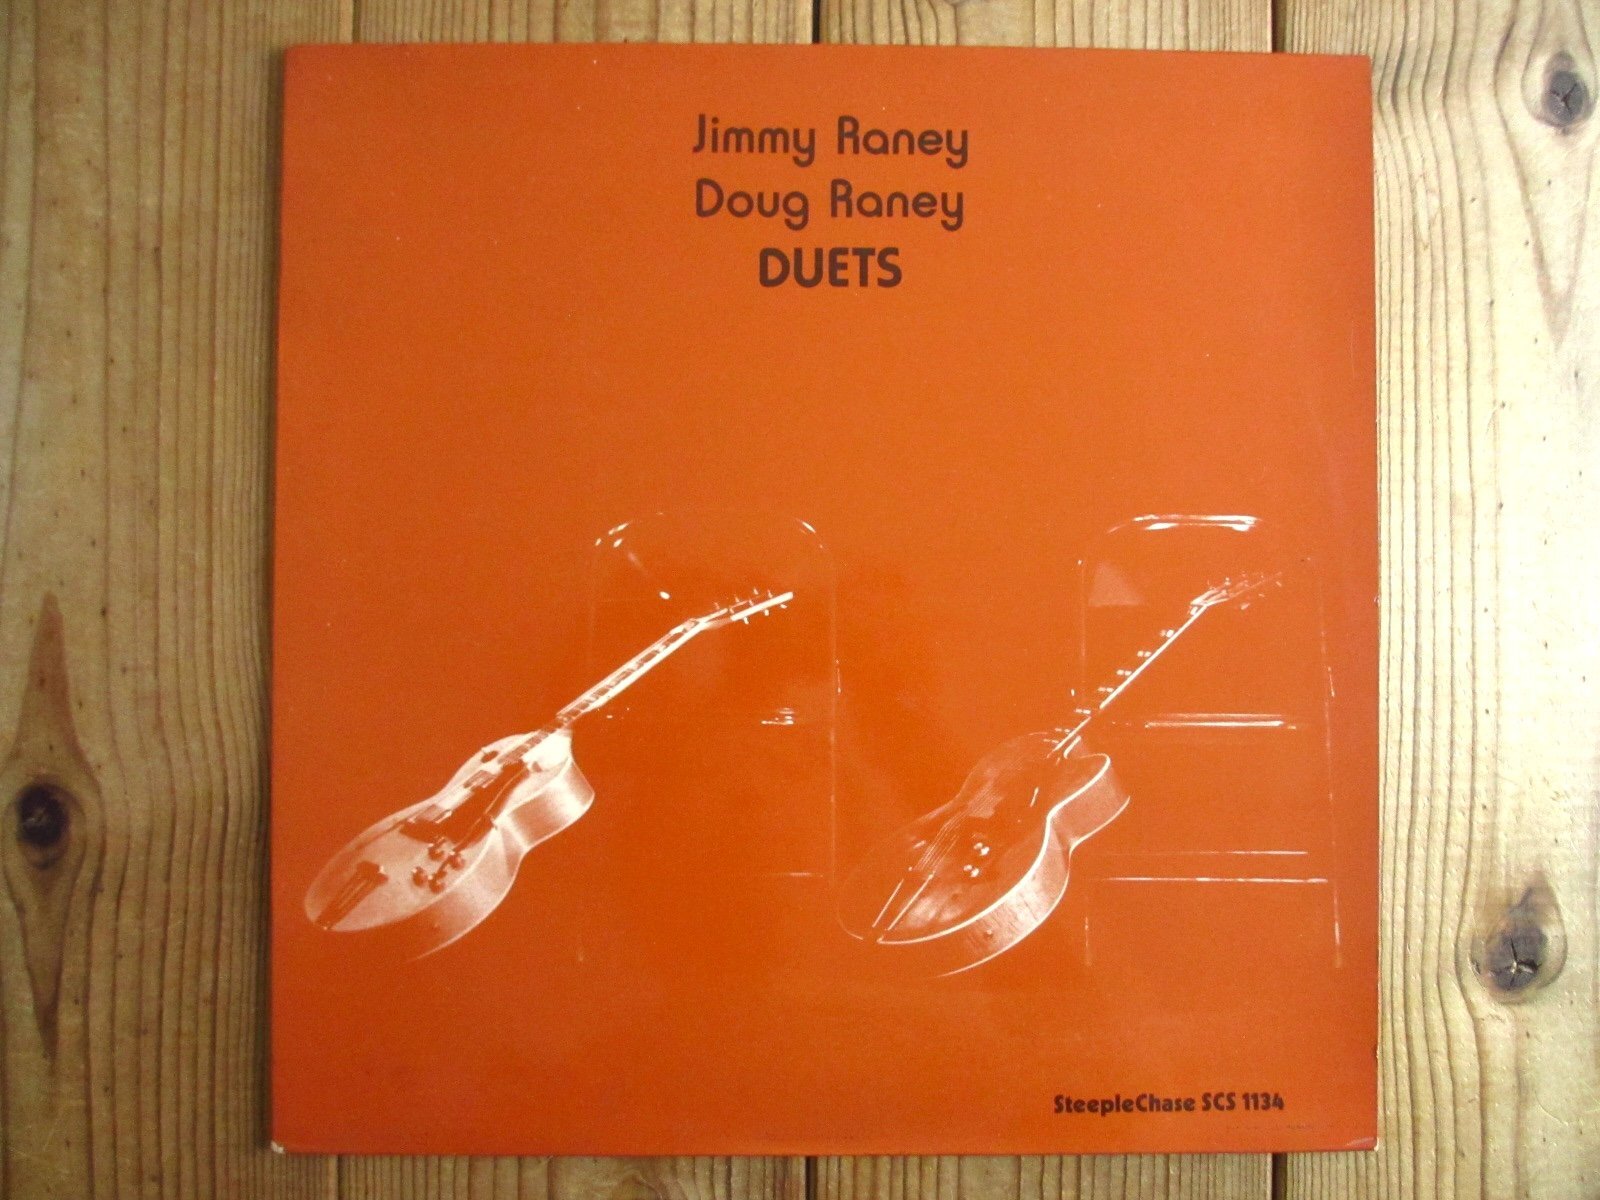 Jimmy Raney
Doug Raney
DUETS
SteepleChase SCS 1134